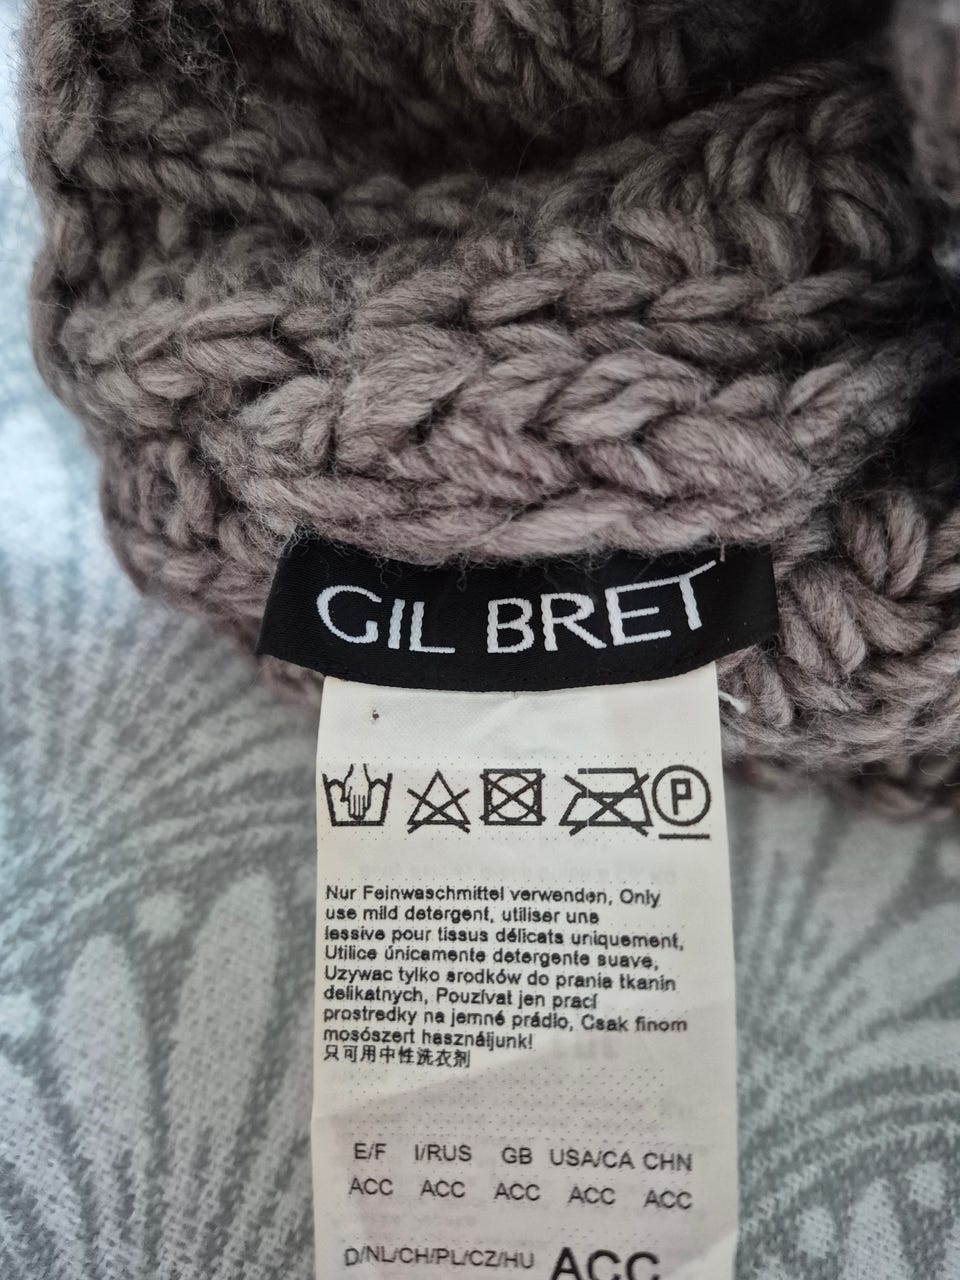 GIL BRET
P
Nur Feinwaschmittel verwenden, Only
use mild detergent, utiliser une
lessive pour tissus délicats uniquement,
Utilice únicamente detergente suave,
Uzywac tylko srodków do prania tkanin
delikatnych, Pouzívat jen prací
prostredky na jemné prádlo, Csak finom
mosószert használjunk!
只可用中性洗衣剂
E/F I/RUS GB USA/CA CHN
ACC ACC ACC ACC ACC
D/NL/CH/PL/CZ/HU ACC